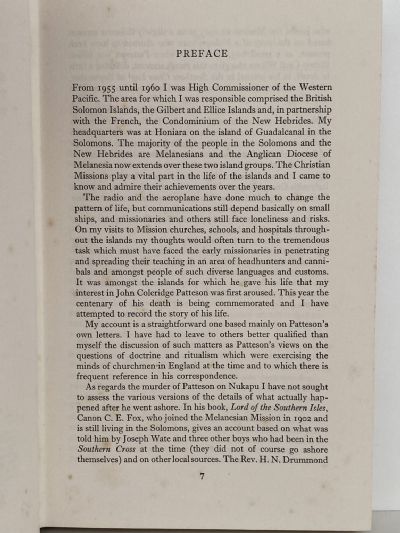 PREFACE
From 1955 until 1960 I was High Commissioner of the Western
Pacific. The area for which I was responsible comprised the British
Solomon Islands, the Gilbert and Ellice Islands and, in partnership
with the French, the Condominium of the New Hebrides. My
headquarters was at Honiara on the island of Guadalcanal in the
Solomons. The majority of the people in the Solomons and the
New Hebrides are Melanesians and the Anglican Diocese of
Melanesia now extends over these two island groups. The Christian
Missions play a vital part in the life of the islands and I came to
know and admire their achievements over the years.
The radio and the aeroplane have done much to change the
pattern of life, but communications still depend basically on small
ships, and missionaries and others still face loneliness and risks.
On my visits to Mission churches, schools, and hospitals through-
out the islands my thoughts would often turn to the tremendous
task which must have faced the early missionaries in penetrating
and spreading their teaching in an area of headhunters and canni-
bals and amongst people of such diverse languages and customs.
It was amongst the islands for which he gave his life that my
interest in John Coleridge Patteson was first aroused. This year the
centenary of his death is being commemorated and I have
attempted to record the story of his life.
My account is a straightforward one based mainly on Patteson's
own letters. I have had to leave to others better qualified than
myself the discussion of such matters as Patteson's views on the
questions of doctrine and ritualism which were exercising the
minds of churchmen in England at the time and to which there is
frequent reference in his correspondence.
As regards the murder of Patteson on Nukapu I have not sought
to assess the various versions of the details of what actually hap-
pened after he went ashore. In his book, Lord of the Southern Isles,
Canon C. E. Fox, who joined the Melanesian Mission in 1902 and
is still living in the Solomons, gives an account based on what was
told him by Joseph Wate and three other boys who had been in the
Southern Cross at the time (they did not of course go ashore
themselves) and on other local sources. The Rev. H. N. Drummond
7